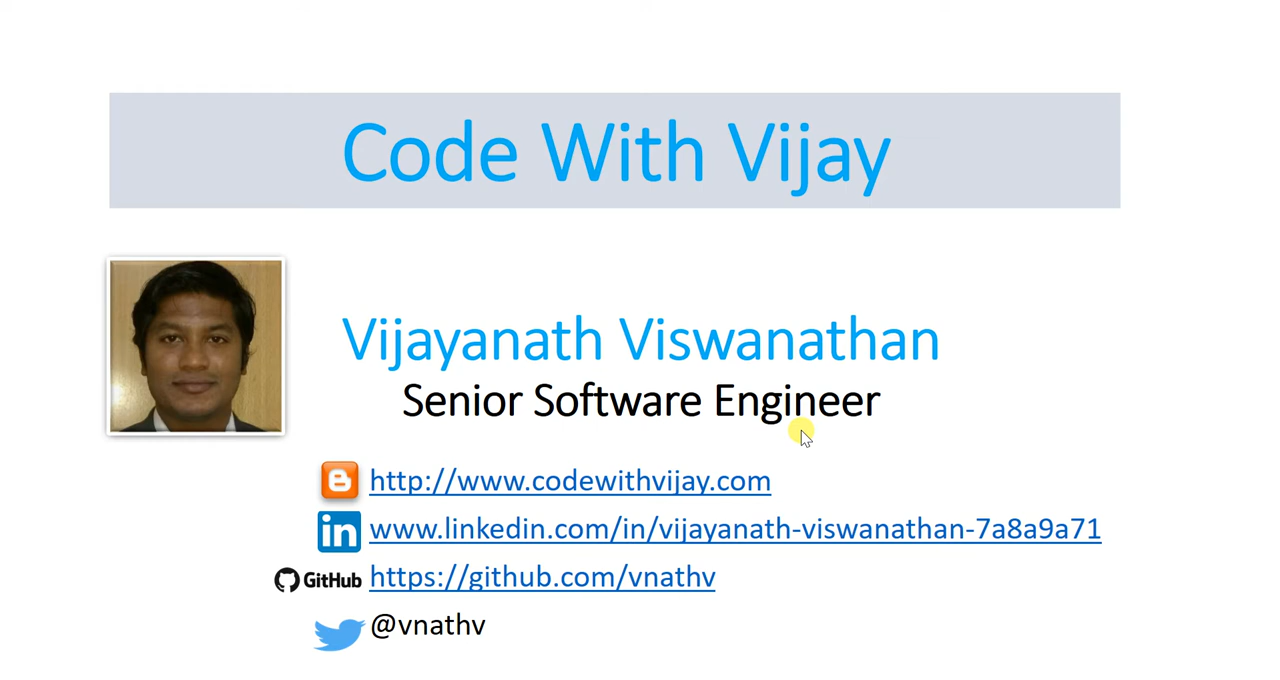 Code With Vijay
Vijayanath Viswanathan
Senior Software Engineer
http://www.codewithvijay.com
in www.linkedin.com/in/vijayanath-viswanathan-7a8a9a71
GitHub https://github.com/vnathv
@vnathv